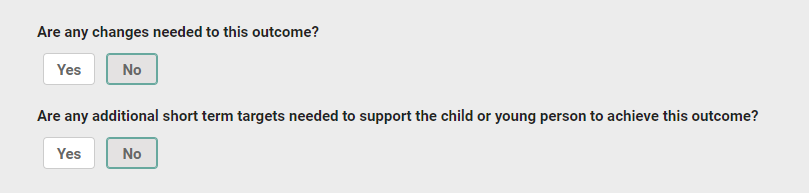 Are any changes needed to this outcome?
Yes No
Are any additional short term targets needed to support the child or young person to achieve this outcome?
Yes No